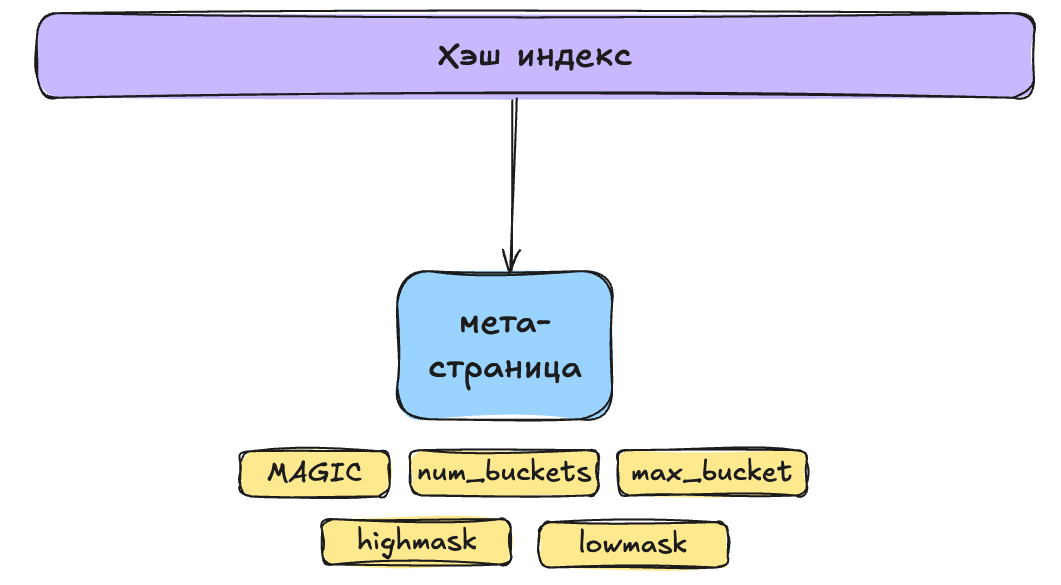 Хэш индекс
мета-
страница
MAGIC
num_buckets
max_bucket
highmask
lowmask